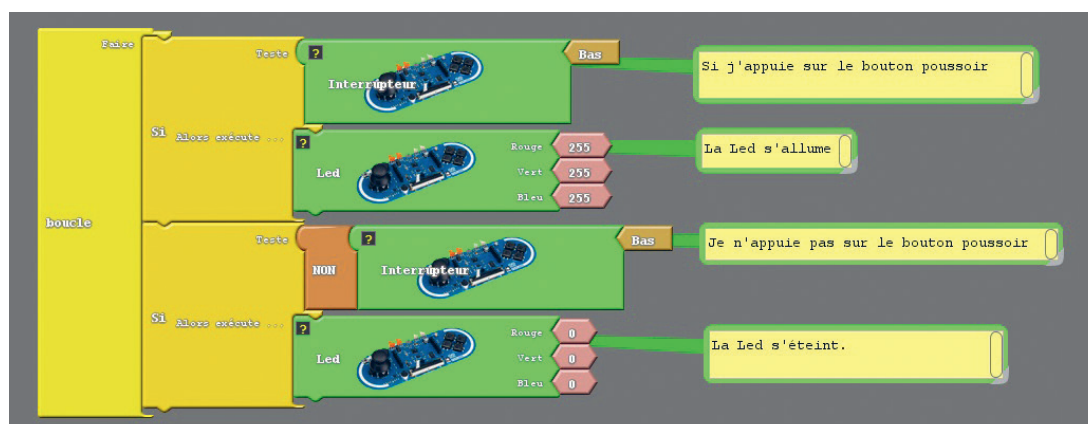 Faire
Teste
?
Interrupteur
Bas
Si j'appuie sur le bouton poussoir
Si
Alors exécute ...
?
Led
Rouge 255
Vert 255
Bleu 255
La Led s'allume
boucle
Teste
NON
?
Interrupteur
Bas
Je n'appuie pas sur le bouton poussoir
Si
Alors exécute ...
?
Led
Rouge 0
Vert 0
Bleu 0
La Led s'éteint.